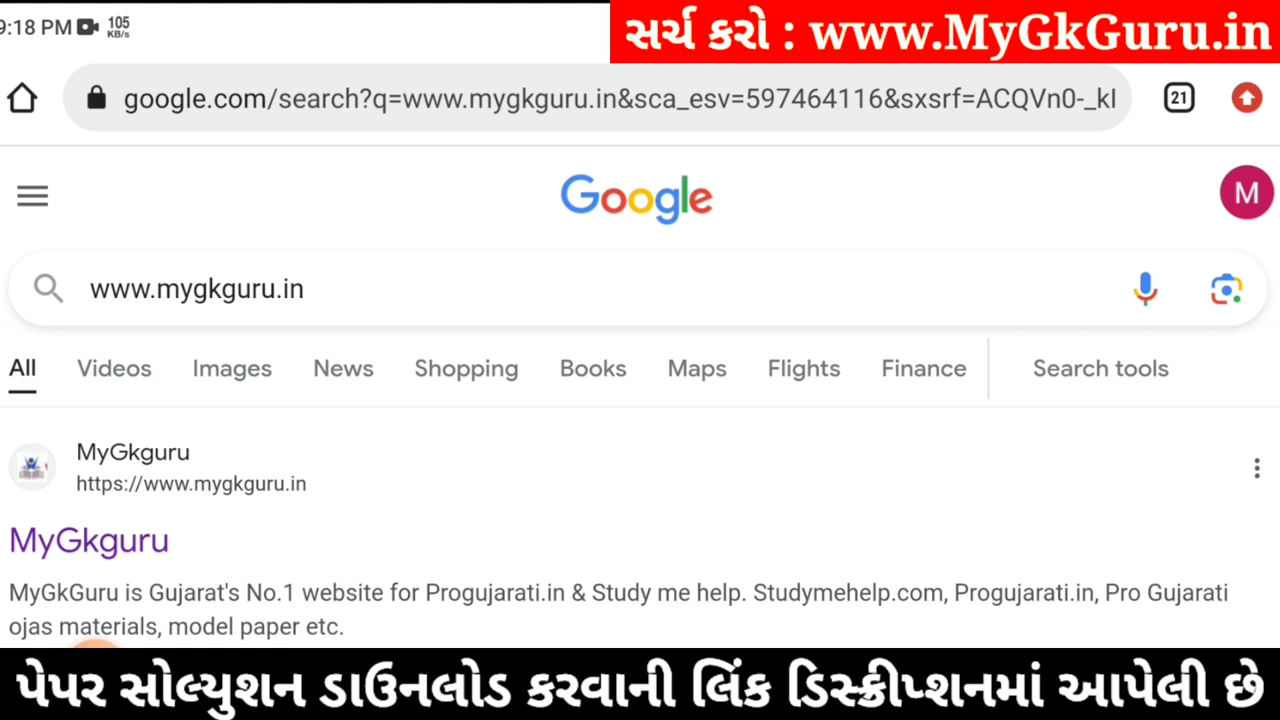 9:18 PM 105 KB/s
સર્ચ કરો : www.MyGkGuru.in
google.com/search?q=www.mygkguru.in&sca_esv=597464116&sxsrf=ACQVn0-_kl
21
Google
M
www.mygkguru.in
All Videos Images News Shopping Books Maps Flights Finance Search tools
MyGkguru
https://www.mygkguru.in
MyGkguru
MyGkGuru is Gujarat's No.1 website for Progujarati.in & Study me help. Studymehelp.com, Progujarati.in, Pro Gujarati
ojas materials, model paper etc.
પેપર સોલ્યુશન ડાઉનલોડ કરવાની લિંક ડિસ્ક્રીપ્શનમાં આપેલી છે